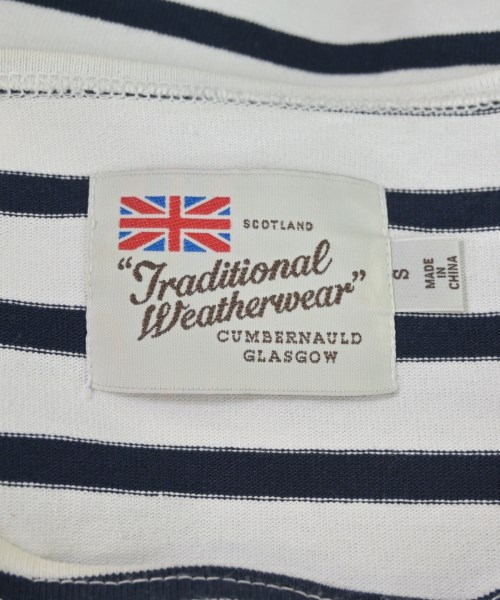 SCOTLAND
"Traditional
Weatherwear"
CUMBERNAULD
GLASGOW
S
MADE
IN
CHINA